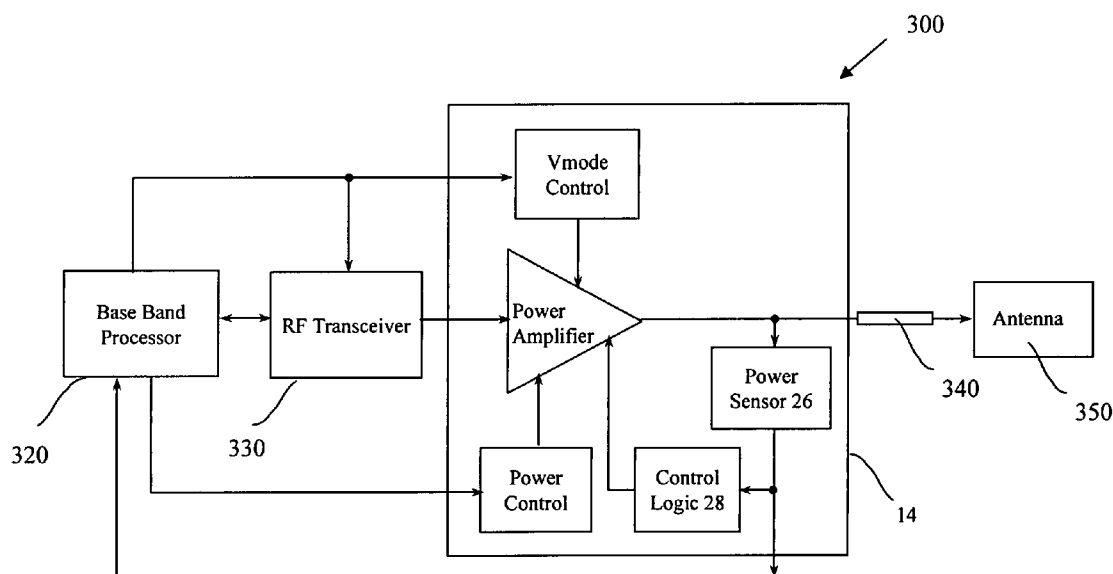 300
Vmode
Control
Base Band
Processor
RF Transceiver
Power
Amplifier
Antenna
Power
Sensor 26
340
350
320
330
Power
Control
Control
Logic 28
14